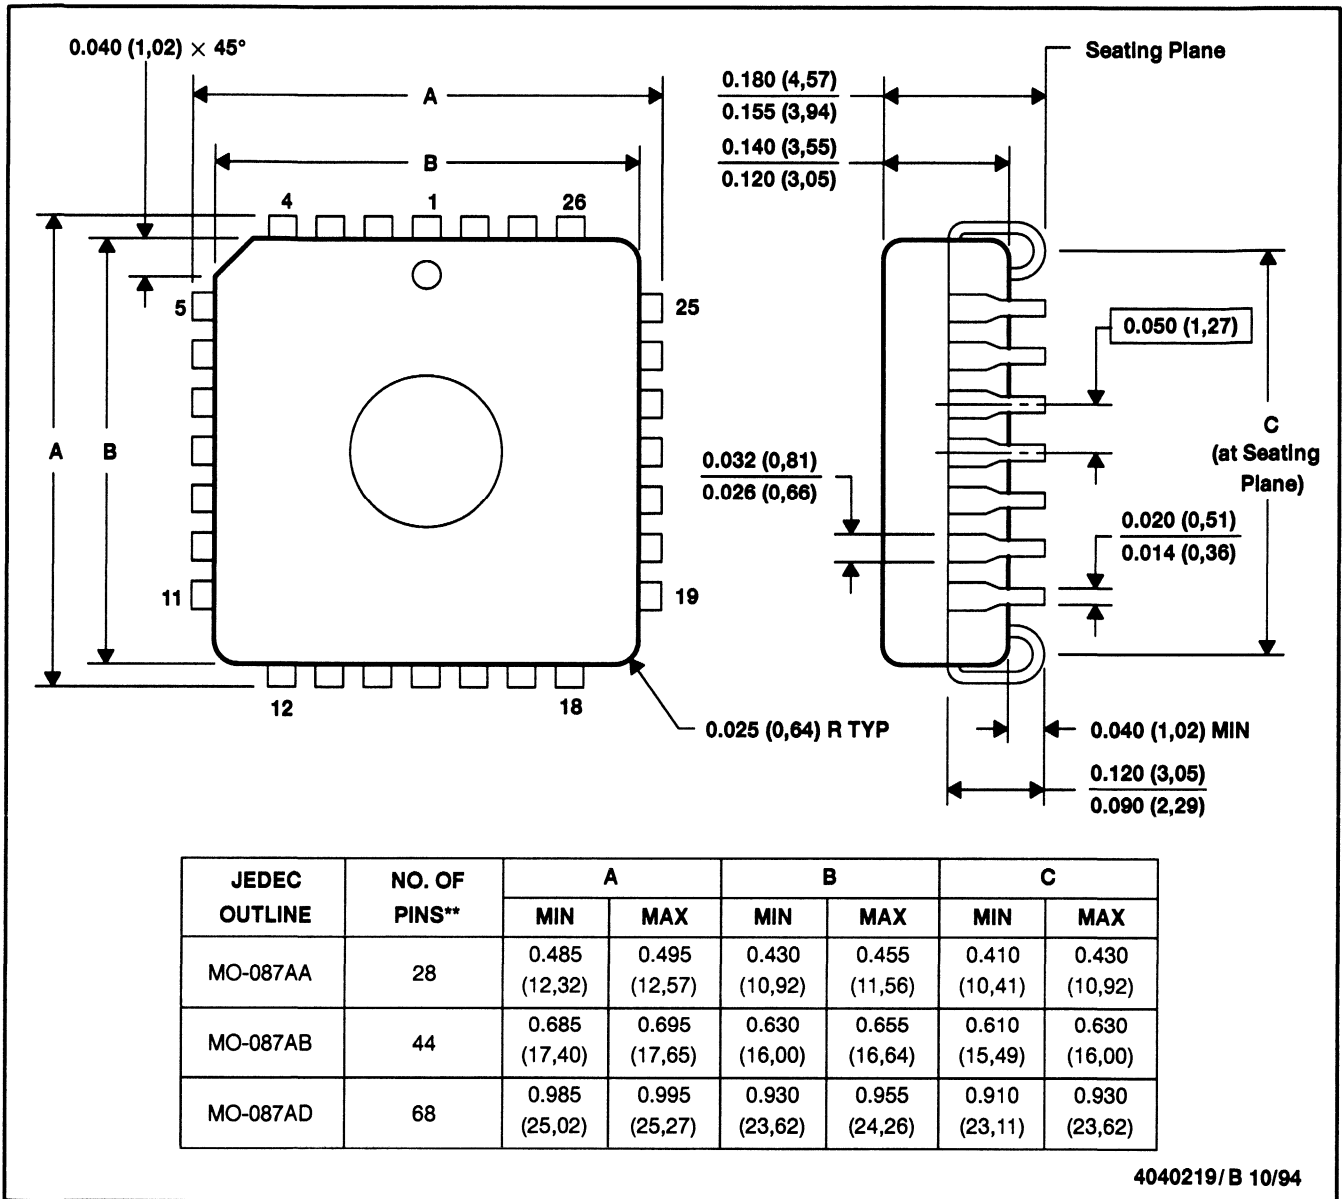 0.040 (1,02) × 45°
A
B
4
1
26
5
25
A
B
11
19
12
18
0.025 (0,64) R TYP
Seating Plane
0.180 (4,57)
0.155 (3,94)
0.140 (3,55)
0.120 (3,05)
0.050 (1,27)
C
(at Seating
Plane)
0.032 (0,81)
0.026 (0,66)
0.020 (0,51)
0.014 (0,36)
0.040 (1,02) MIN
0.120 (3,05)
0.090 (2,29)
JEDEC OUTLINE NO. OF PINS** A B C
MIN MAX MIN MAX MIN MAX
MO-087AA 28 0.485 (12,32) 0.495 (12,57) 0.430 (10,92) 0.455 (11,56) 0.410 (10,41) 0.430 (10,92)
MO-087AB 44 0.685 (17,40) 0.695 (17,65) 0.630 (16,00) 0.655 (16,64) 0.610 (15,49) 0.630 (16,00)
MO-087AD 68 0.985 (25,02) 0.995 (25,27) 0.930 (23,62) 0.955 (24,26) 0.910 (23,11) 0.930 (23,62)
4040219/ B 10/94